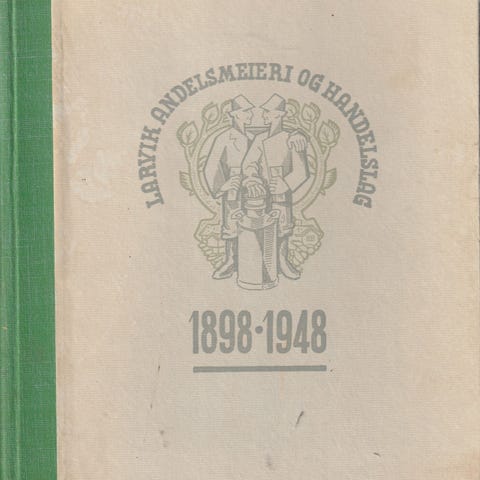 LARVIK ANDELSMEIERI OG HANDELSLAG
1898·1948